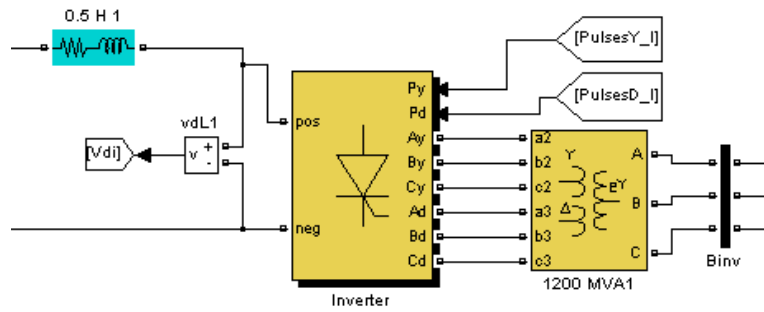 0.5 H 1
[PulsesY_I]
[PulsesD_I]
vdL1
[Vdi]
v
+
-
pos
neg
Py
Pd
Ay
By
Cy
Ad
Bd
Cd
Inverter
a2
b2
c2
a3
b3
c3
Y
Δ
Y
A
B
C
1200 MVA1
Binv